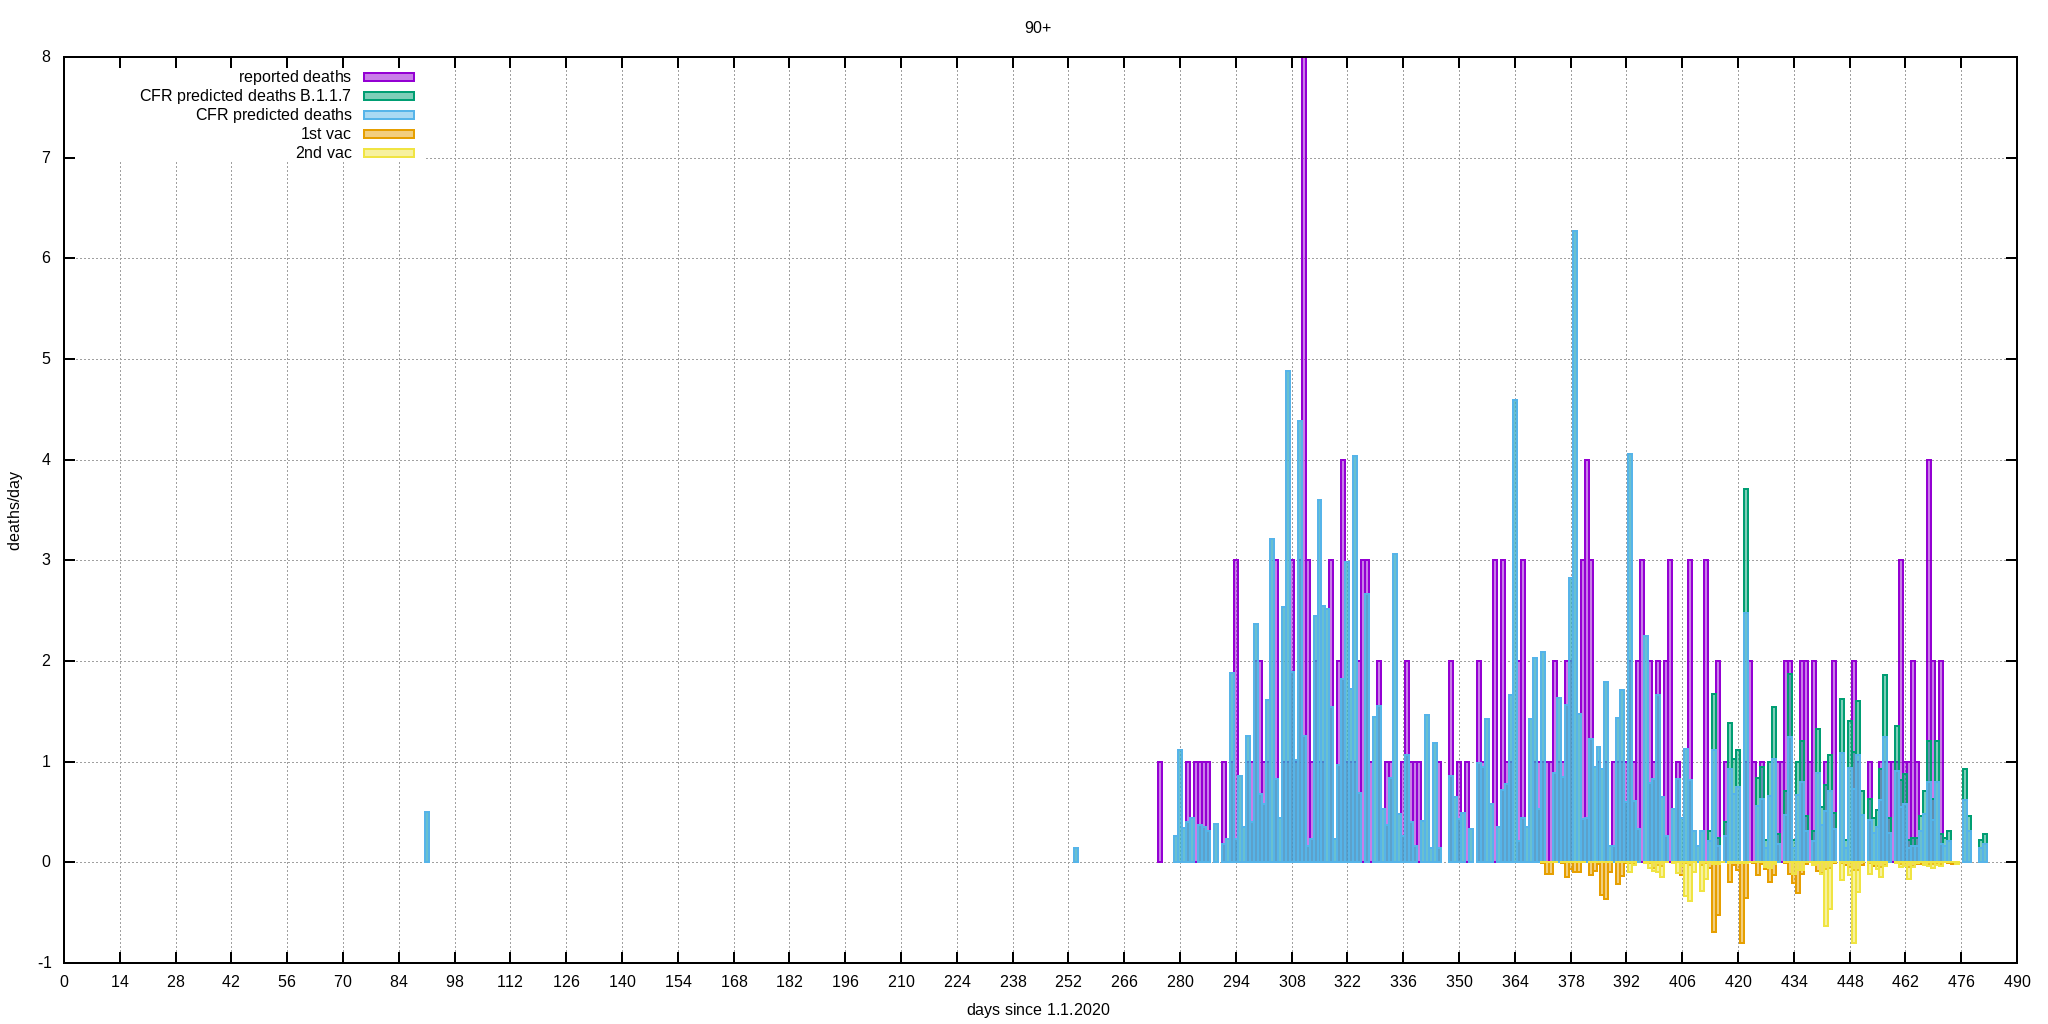 90+
8
reported deaths
CFR predicted deaths B.1.1.7
CFR predicted deaths
1st vac
2nd vac
7
6
5
4
3
2
1
0
-1
deaths/day
0 14 28 42 56 70 84 98 112 126 140 154 168 182 196 210 224 238 252 266 280 294 308 322 336 350 364 378 392 406 420 434 448 462 476 490
days since 1.1.2020